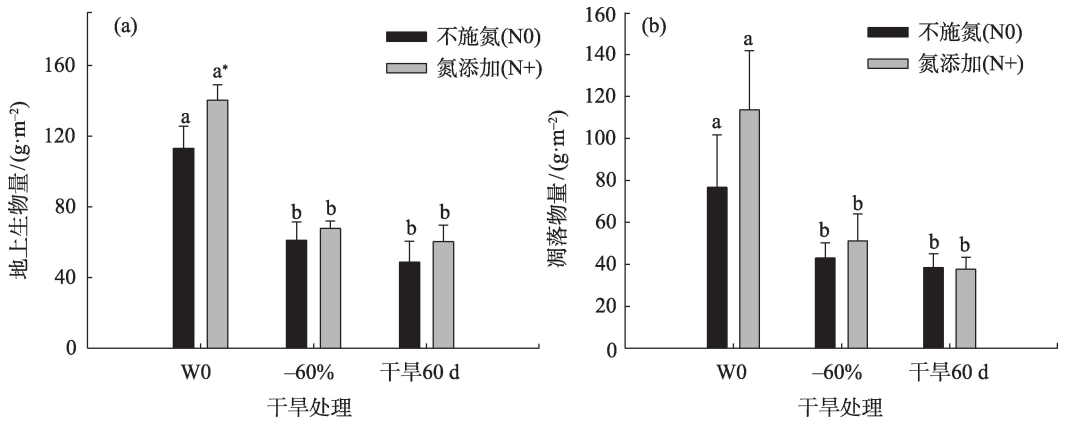 (a)
不施氮(N0)
氮添加(N+)
地上生物量/(g·m–2)
160
120
80
40
0
a
a*
b
b
b
b
W0
–60%
干旱60 d
干旱处理
(b)
不施氮(N0)
氮添加(N+)
凋落物量/(g·m–2)
160
140
120
100
80
60
40
20
0
a
a
b
b
b
b
W0
–60%
干旱60 d
干旱处理